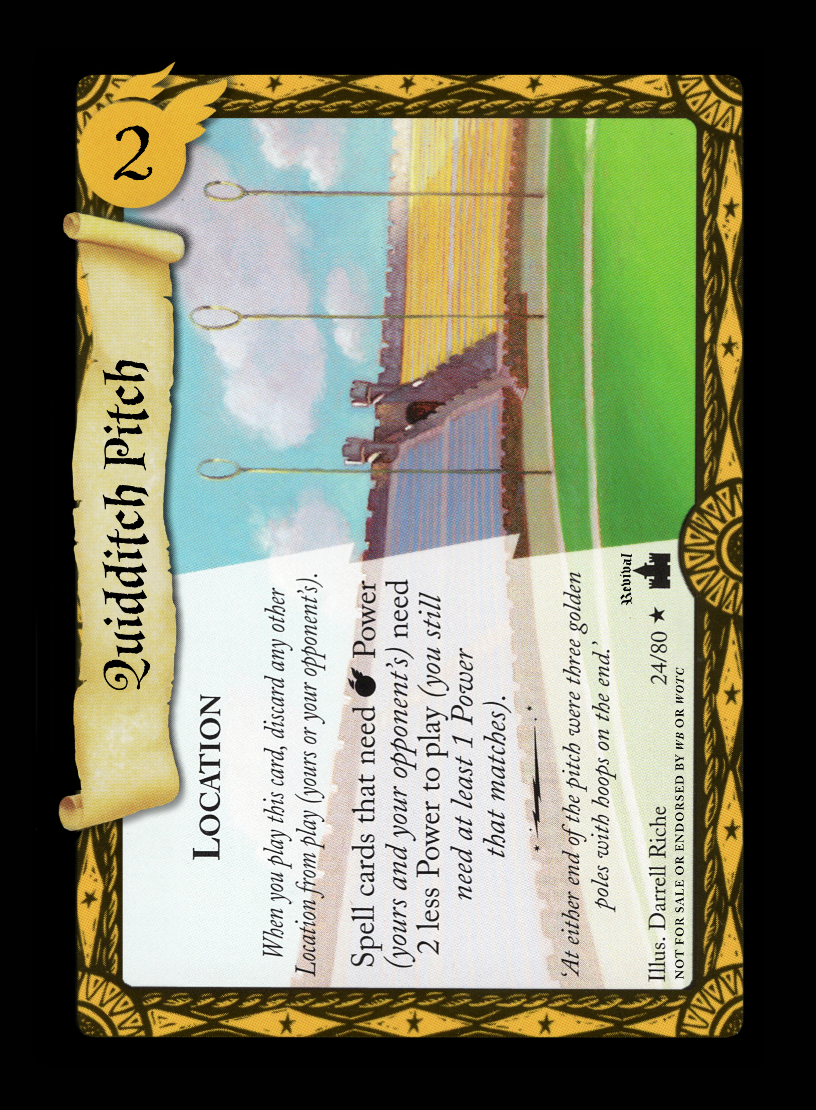 Quidditch Pitch
2
LOCATION
When you play this card, discard any other
Location from play (yours or your opponent's).
Spell cards that need Power
(yours and your opponent's) need
2 less Power to play (you still
need at least 1 Power
that matches).
'At either end of the pitch were three golden
poles with hoops on the end.'
Revival
Illus. Darrell Riche 24/80 ★
NOT FOR SALE OR ENDORSED BY WB OR WOTC